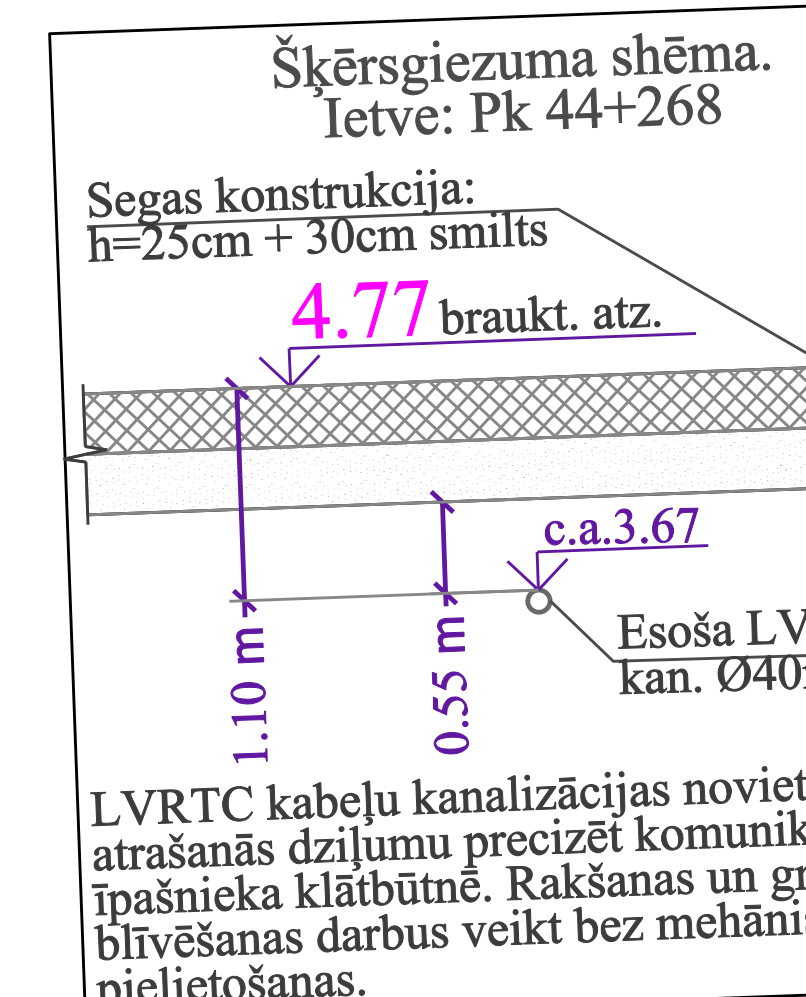 Šķērsgiezuma shēma.
Ietve: Pk 44+268
Segas konstrukcija:
h=25cm + 30cm smilts
4.77 braukt. atz.
c.a.3.67
1.10 m
0.55 m
Esoša LV
kan. Ø40
LVRTC kabeļu kanalizācijas noviet
atrašanās dziļumu precizēt komunik
īpašnieka klātbūtnē. Rakšanas un gr
blīvēšanas darbus veikt bez mehānis
pielietošanas.